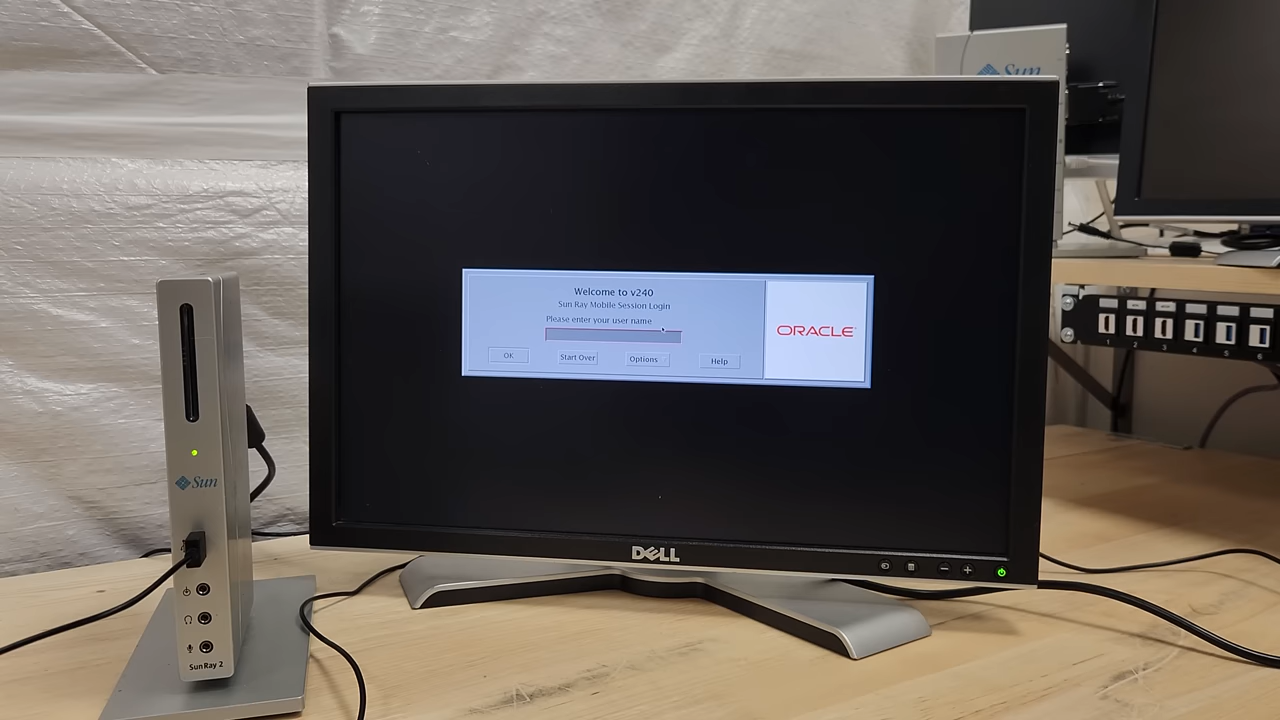 Sun
Welcome to v240
Sun Ray Mobile Session Login
Please enter your user name
OK
Start Over
Options
Help
ORACLE
Sun
Sun Ray 2
DELL
1 2 3 4 5 6